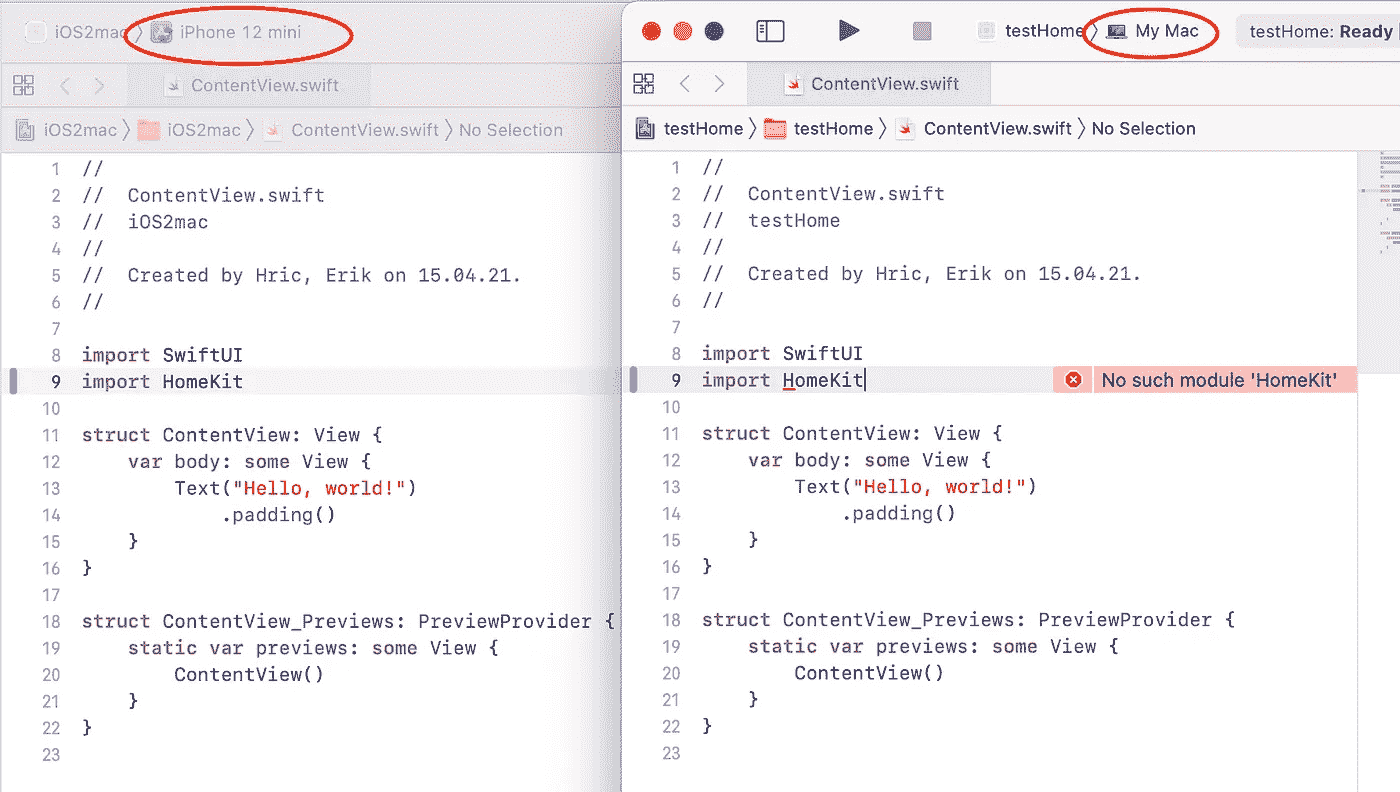 iOS2mac 〉 iPhone 12 mini
ContentView.swift
iOS2mac 〉 iOS2mac 〉 ContentView.swift 〉 No Selection
1 //
2 //  ContentView.swift
3 //  iOS2mac
4 //
5 //  Created by Hric, Erik on 15.04.21.
6 //
7
8 import SwiftUI
9 import HomeKit
10
11 struct ContentView: View {
12     var body: some View {
13         Text("Hello, world!")
14             .padding()
15     }
16 }
17
18 struct ContentView_Previews: PreviewProvider {
19     static var previews: some View {
20         ContentView()
21     }
22 }
23
testHome 〉 My Mac
testHome: Ready
ContentView.swift
testHome 〉 testHome 〉 ContentView.swift 〉 No Selection
1 //
2 //  ContentView.swift
3 //  testHome
4 //
5 //  Created by Hric, Erik on 15.04.21.
6 //
7
8 import SwiftUI
9 import HomeKit
No such module 'HomeKit'
10
11 struct ContentView: View {
12     var body: some View {
13         Text("Hello, world!")
14             .padding()
15     }
16 }
17
18 struct ContentView_Previews: PreviewProvider {
19     static var previews: some View {
20         ContentView()
21     }
22 }
23